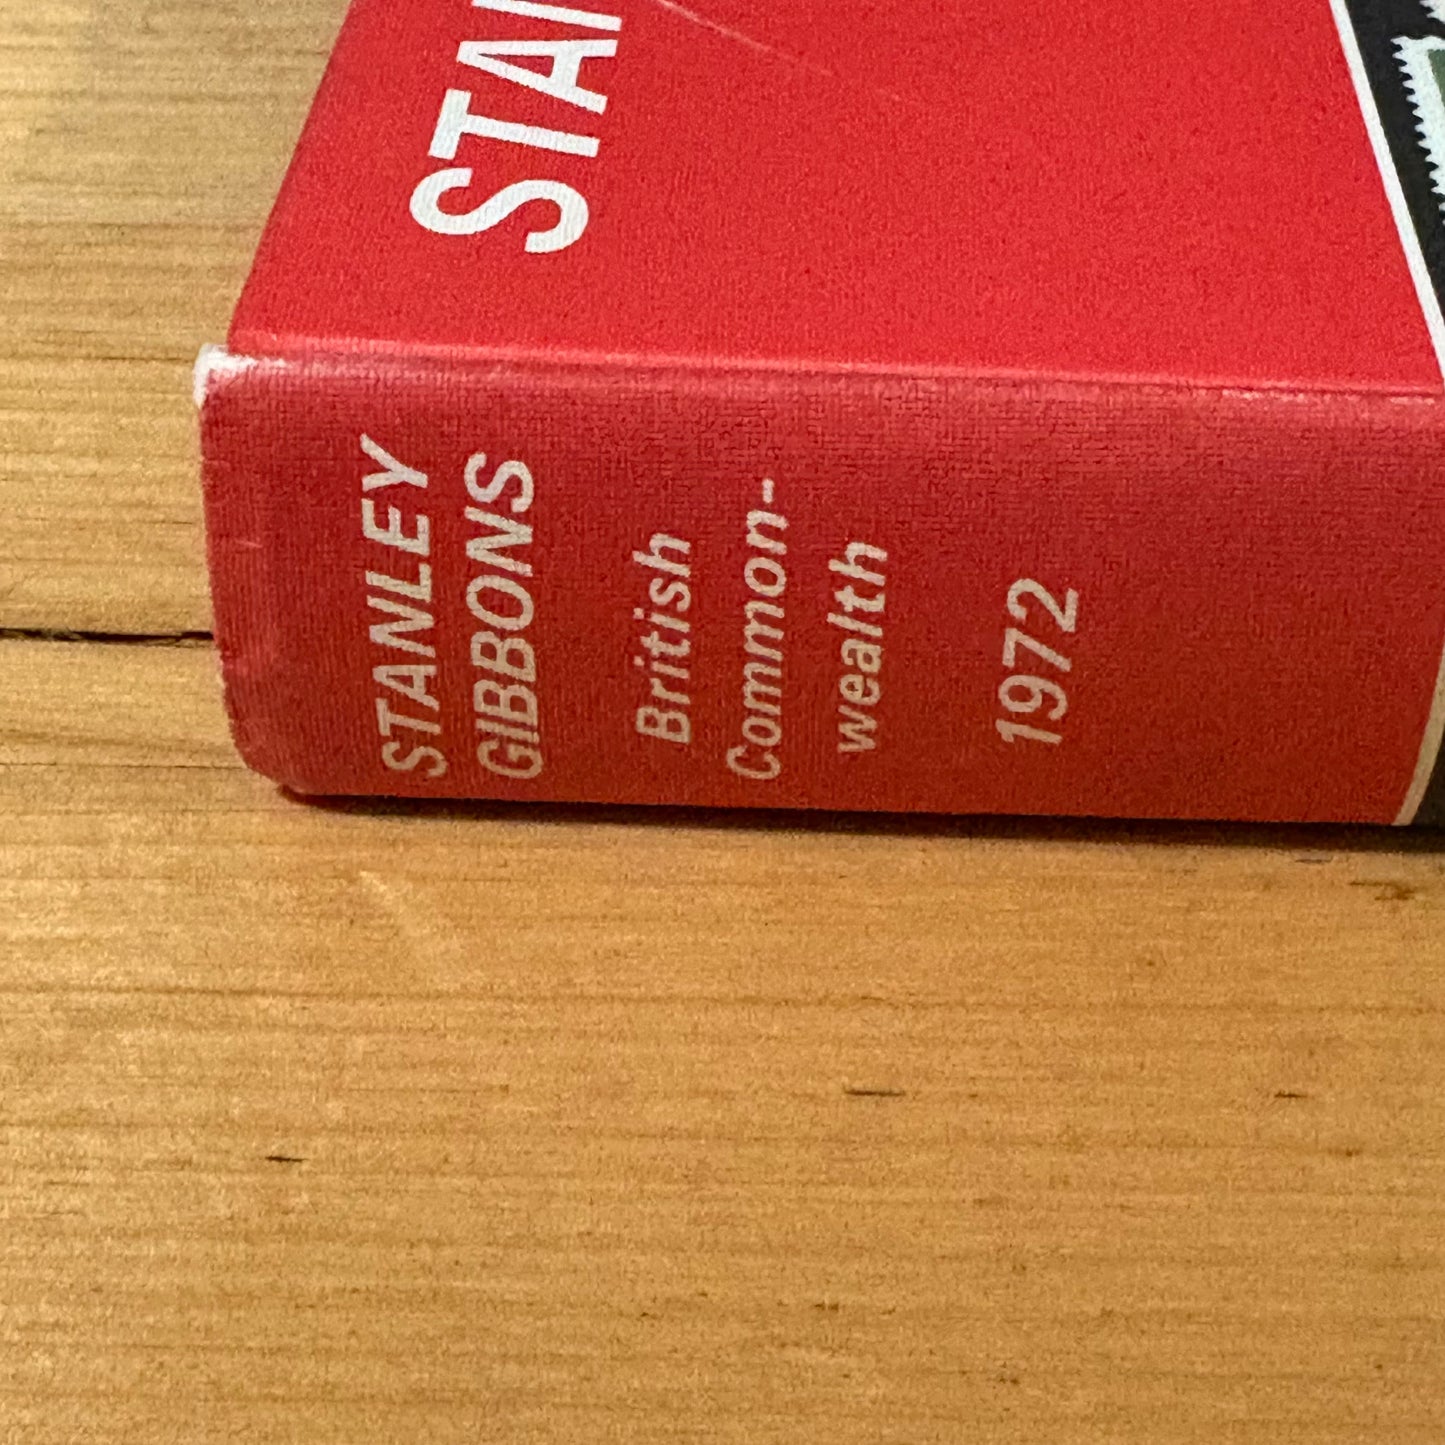 STAN
STANLEY
GIBBONS
British
Common-
wealth
1972